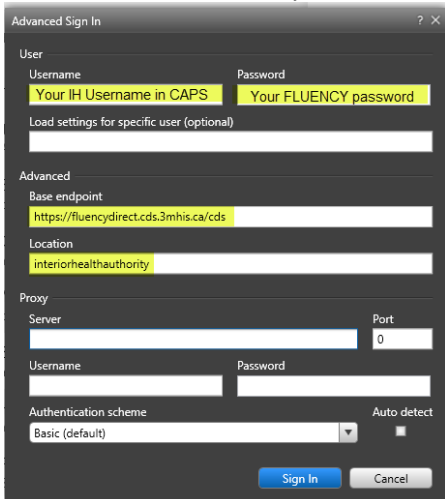 Advanced Sign In ? ×
User
Username Password
Your IH Username in CAPS Your FLUENCY password
Load settings for specific user (optional)
Advanced
Base endpoint
https://fluencydirect.cds.3mhis.ca/cds
Location
interiorhealthauthority
Proxy
Server Port
0
Username Password
Authentication scheme Auto detect
Basic (default)
Sign In Cancel